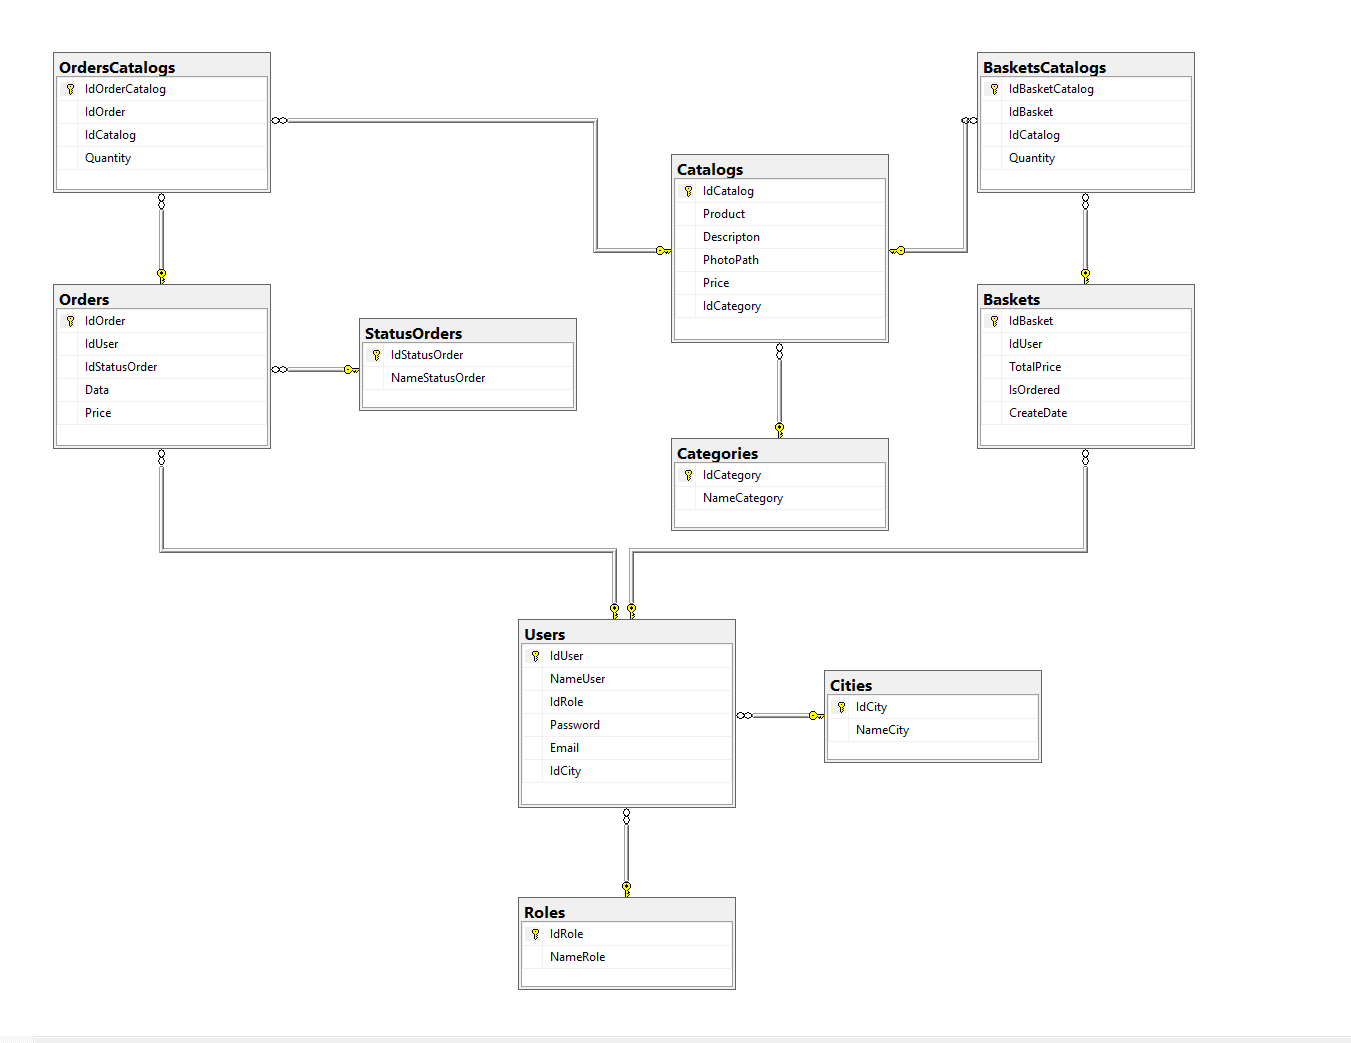 OrdersCatalogs
IdOrderCatalog
IdOrder
IdCatalog
Quantity
BasketsCatalogs
IdBasketCatalog
IdBasket
IdCatalog
Quantity
Catalogs
IdCatalog
Product
Descripton
PhotoPath
Price
IdCategory
Orders
IdOrder
IdUser
IdStatusOrder
Data
Price
StatusOrders
IdStatusOrder
NameStatusOrder
Baskets
IdBasket
IdUser
TotalPrice
IsOrdered
CreateDate
Categories
IdCategory
NameCategory
Users
IdUser
NameUser
IdRole
Password
Email
IdCity
Cities
IdCity
NameCity
Roles
IdRole
NameRole